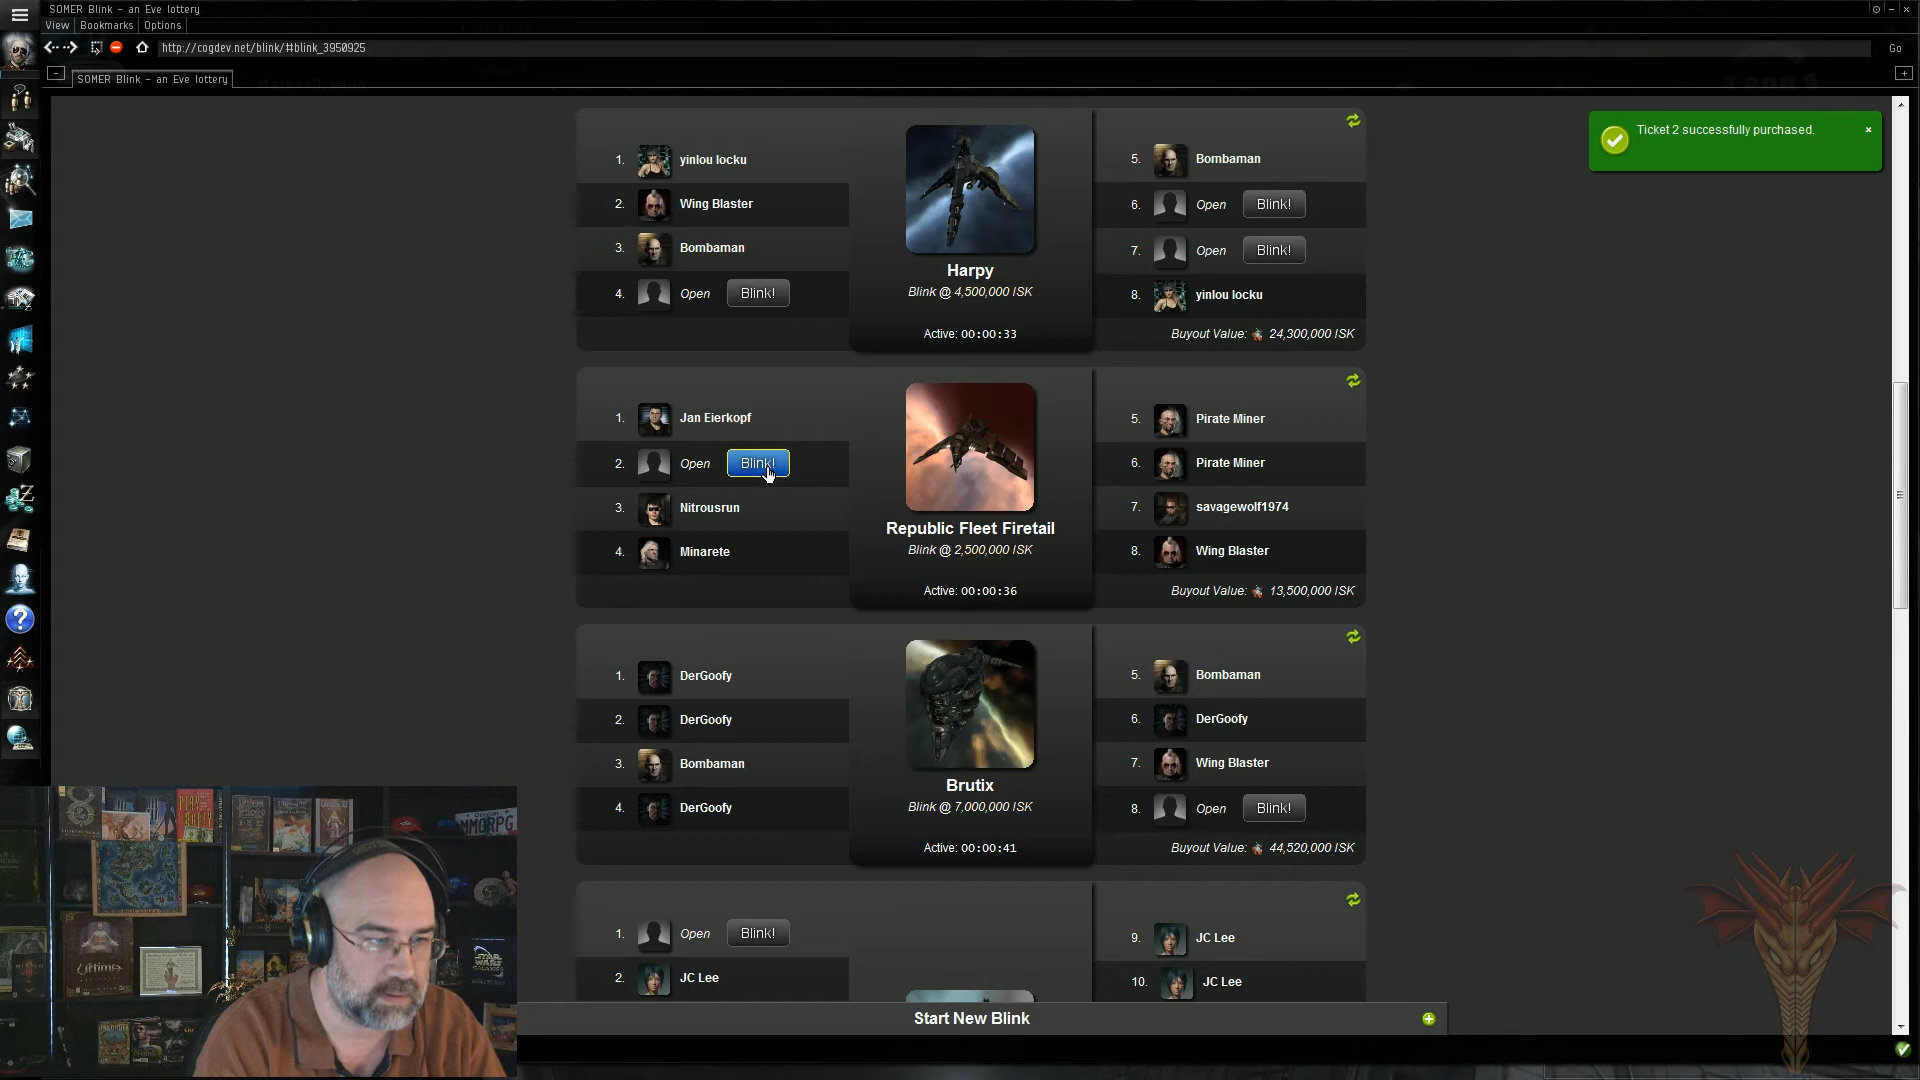 SOMER Blink – an Eve lottery
View Bookmarks Options
http://cogdev.net/blink/#blink_3950925
Go
SOMER Blink – an Eve lottery
Ticket 2 successfully purchased.
1. yinlou locku
2. Wing Blaster
3. Bombaman
4. Open Blink!
Harpy
Blink @ 4,500,000 ISK
Active: 00:00:33
5. Bombaman
6. Open Blink!
7. Open Blink!
8. yinlou locku
Buyout Value: 24,300,000 ISK
1. Jan Eierkopf
2. Open Blink!
3. Nitrousrun
4. Minarete
Republic Fleet Firetail
Blink @ 2,500,000 ISK
Active: 00:00:36
5. Pirate Miner
6. Pirate Miner
7. savagewolf1974
8. Wing Blaster
Buyout Value: 13,500,000 ISK
1. DerGoofy
2. DerGoofy
3. Bombaman
4. DerGoofy
Brutix
Blink @ 7,000,000 ISK
Active: 00:00:41
5. Bombaman
6. DerGoofy
7. Wing Blaster
8. Open Blink!
Buyout Value: 44,520,000 ISK
1. Open Blink!
2. JC Lee
9. JC Lee
10. JC Lee
Start New Blink
PLAY
MMORPG
ultima
STAR WARS
GALAXIES